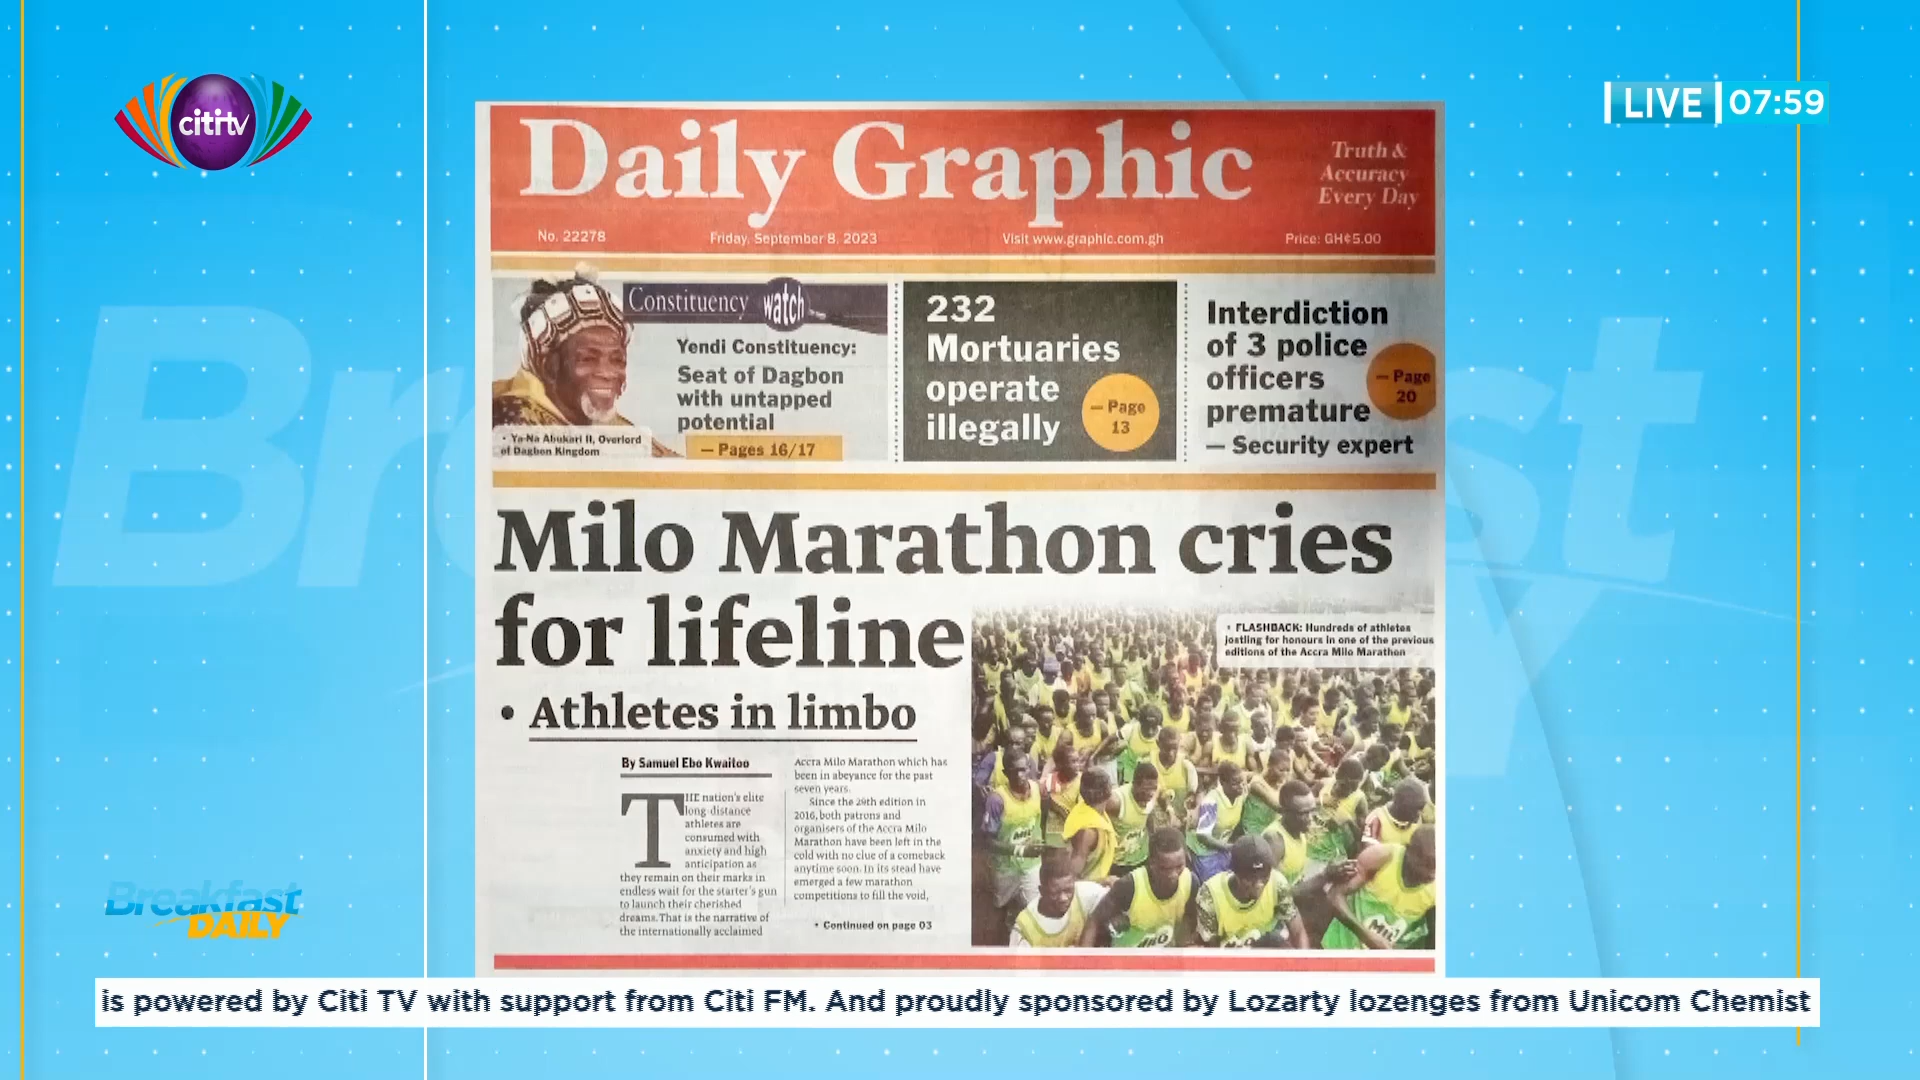 citi tv
LIVE 07:59
Daily Graphic
Truth &
Accuracy
Every Day
No. 22278
Friday, September 8, 2023
Visit www.graphic.com.gh
Price: GH¢5.00
Constituency watch
Yendi Constituency:
Seat of Dagbon
with untapped
potential
— Pages 16/17
• Ya-Na Abukari II, Overlord
of Dagbon Kingdom
232
Mortuaries
operate
illegally
— Page
13
Interdiction
of 3 police
officers
premature
— Security expert
— Page
20
Milo Marathon cries
for lifeline
• Athletes in limbo
• FLASHBACK: Hundreds of athletes
jostling for honours in one of the previous
editions of the Accra Milo Marathon
By Samuel Ebo Kwaitoo
THE nation's elite
long-distance
athletes are
consumed with
anxiety and high
anticipation as
they remain on their marks in
endless wait for the starter's gun
to launch their cherished
dreams. That is the narrative of
the internationally acclaimed
Accra Milo Marathon which has
been in abeyance for the past
seven years.
Since the 29th edition in
2016, both patrons and
organisers of the Accra Milo
Marathon have been left in the
cold with no clue of a comeback
anytime soon. In its stead have
emerged a few marathon
competitions to fill the void,
• Continued on page 03
Breakfast
DAILY
is powered by Citi TV with support from Citi FM. And proudly sponsored by Lozarty lozenges from Unicom Chemist